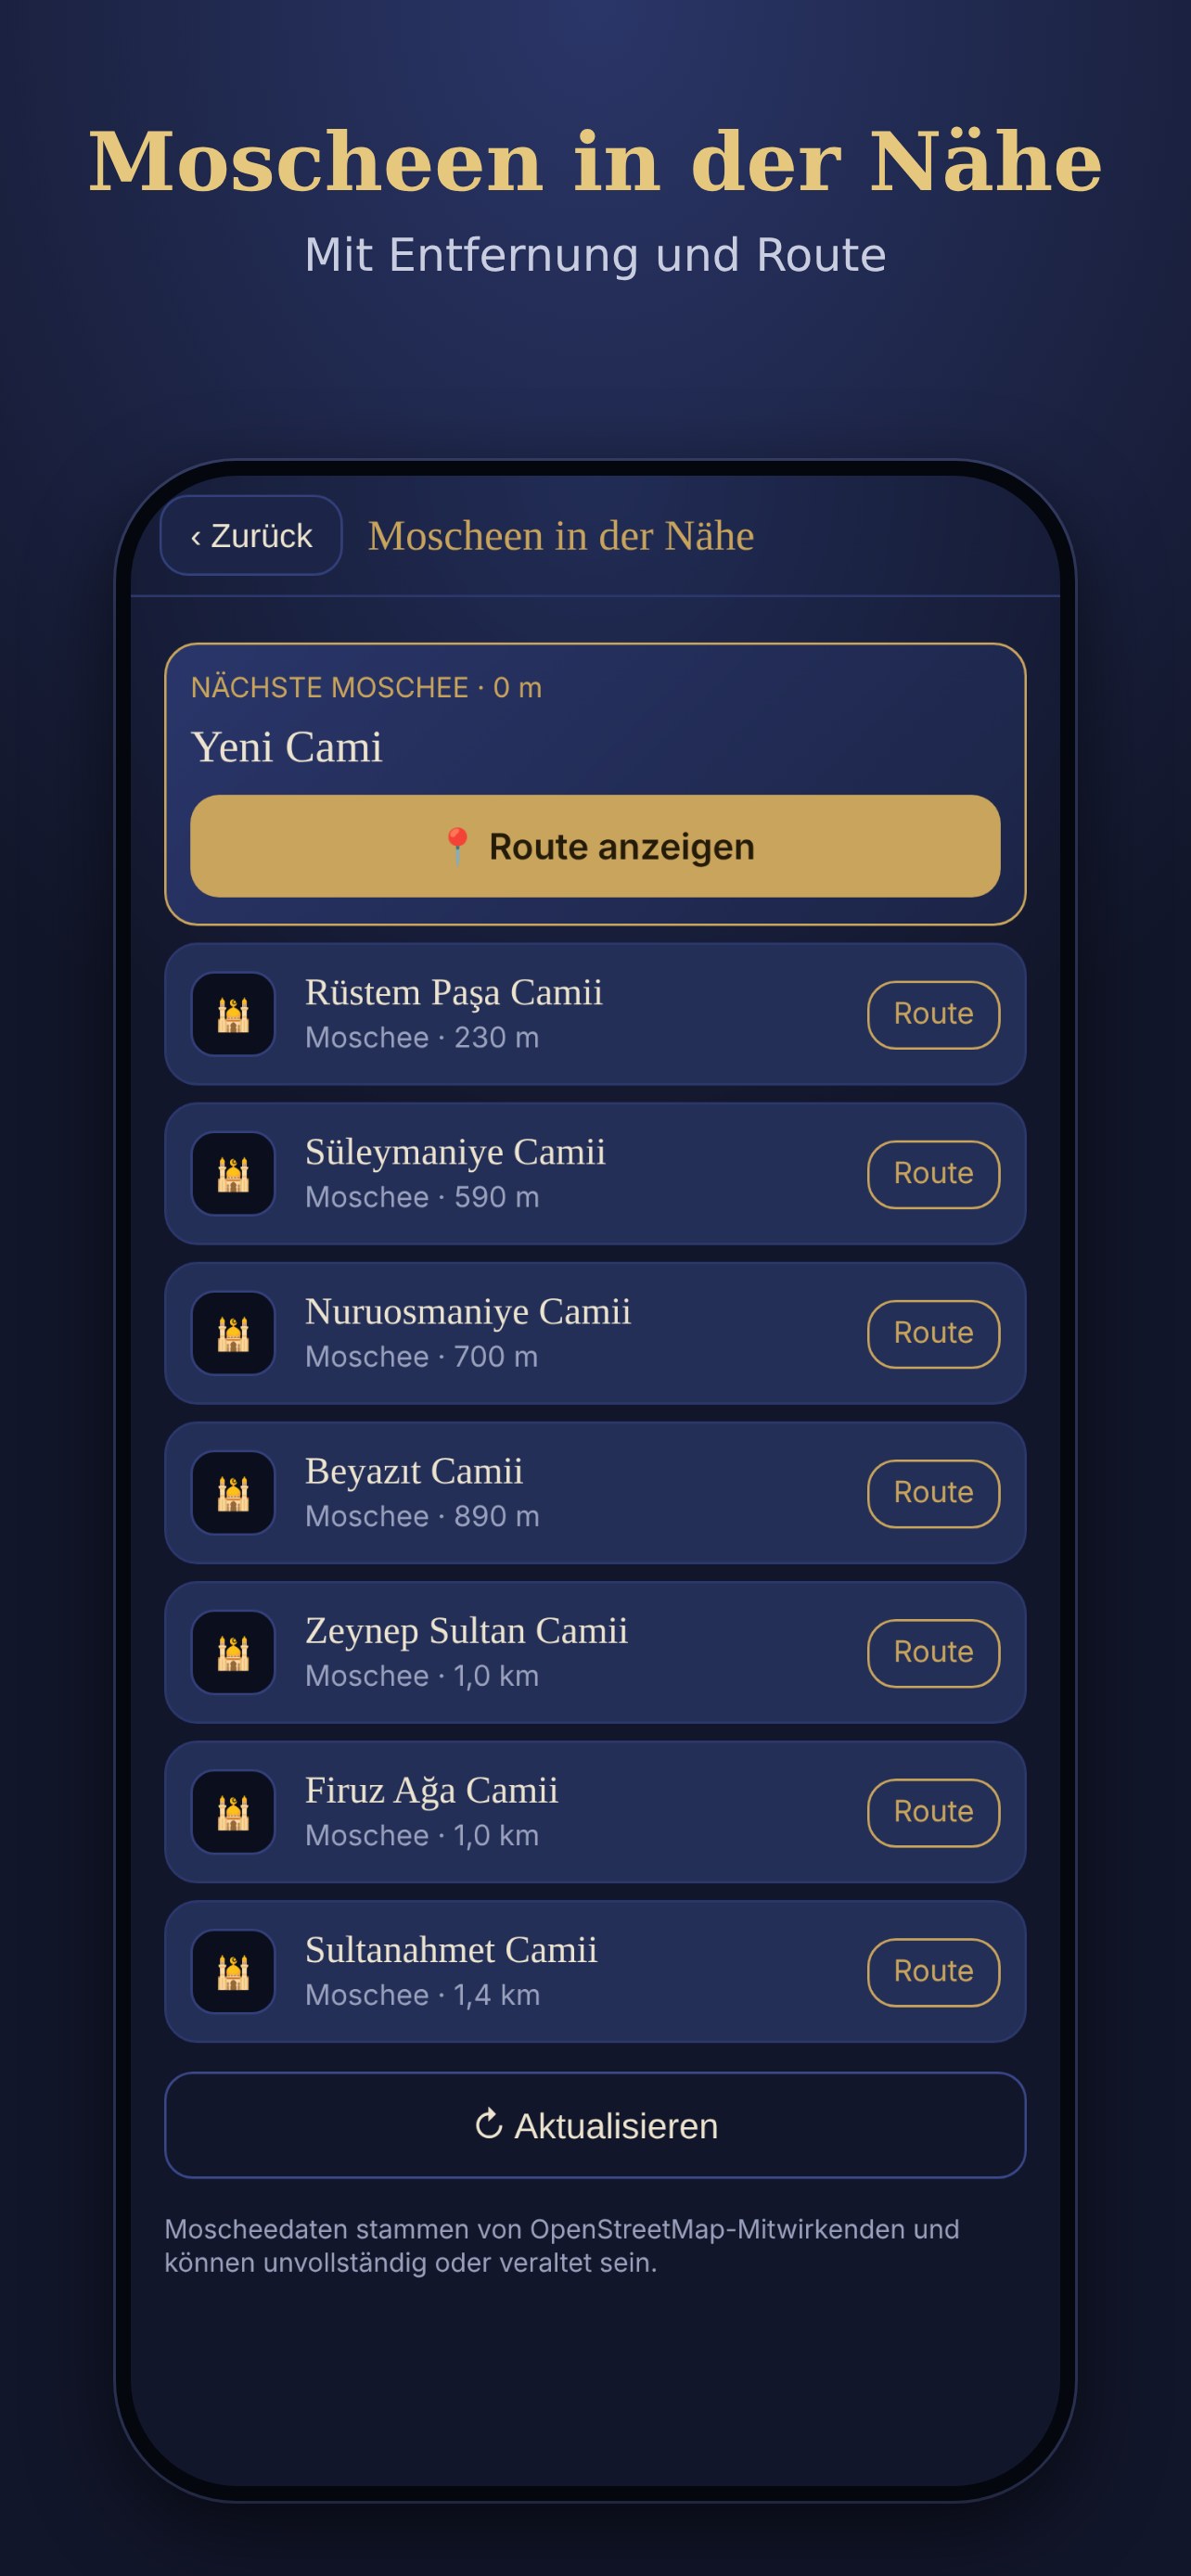 Moscheen in der Nähe
Mit Entfernung und Route
‹ Zurück
Moscheen in der Nähe
NÄCHSTE MOSCHEE · 0 m
Yeni Cami
📍 Route anzeigen
Rüstem Paşa Camii
Moschee · 230 m
Route
Süleymaniye Camii
Moschee · 590 m
Route
Nuruosmaniye Camii
Moschee · 700 m
Route
Beyazıt Camii
Moschee · 890 m
Route
Zeynep Sultan Camii
Moschee · 1,0 km
Route
Firuz Ağa Camii
Moschee · 1,0 km
Route
Sultanahmet Camii
Moschee · 1,4 km
Route
↻ Aktualisieren
Moscheedaten stammen von OpenStreetMap-Mitwirkenden und
können unvollständig oder veraltet sein.